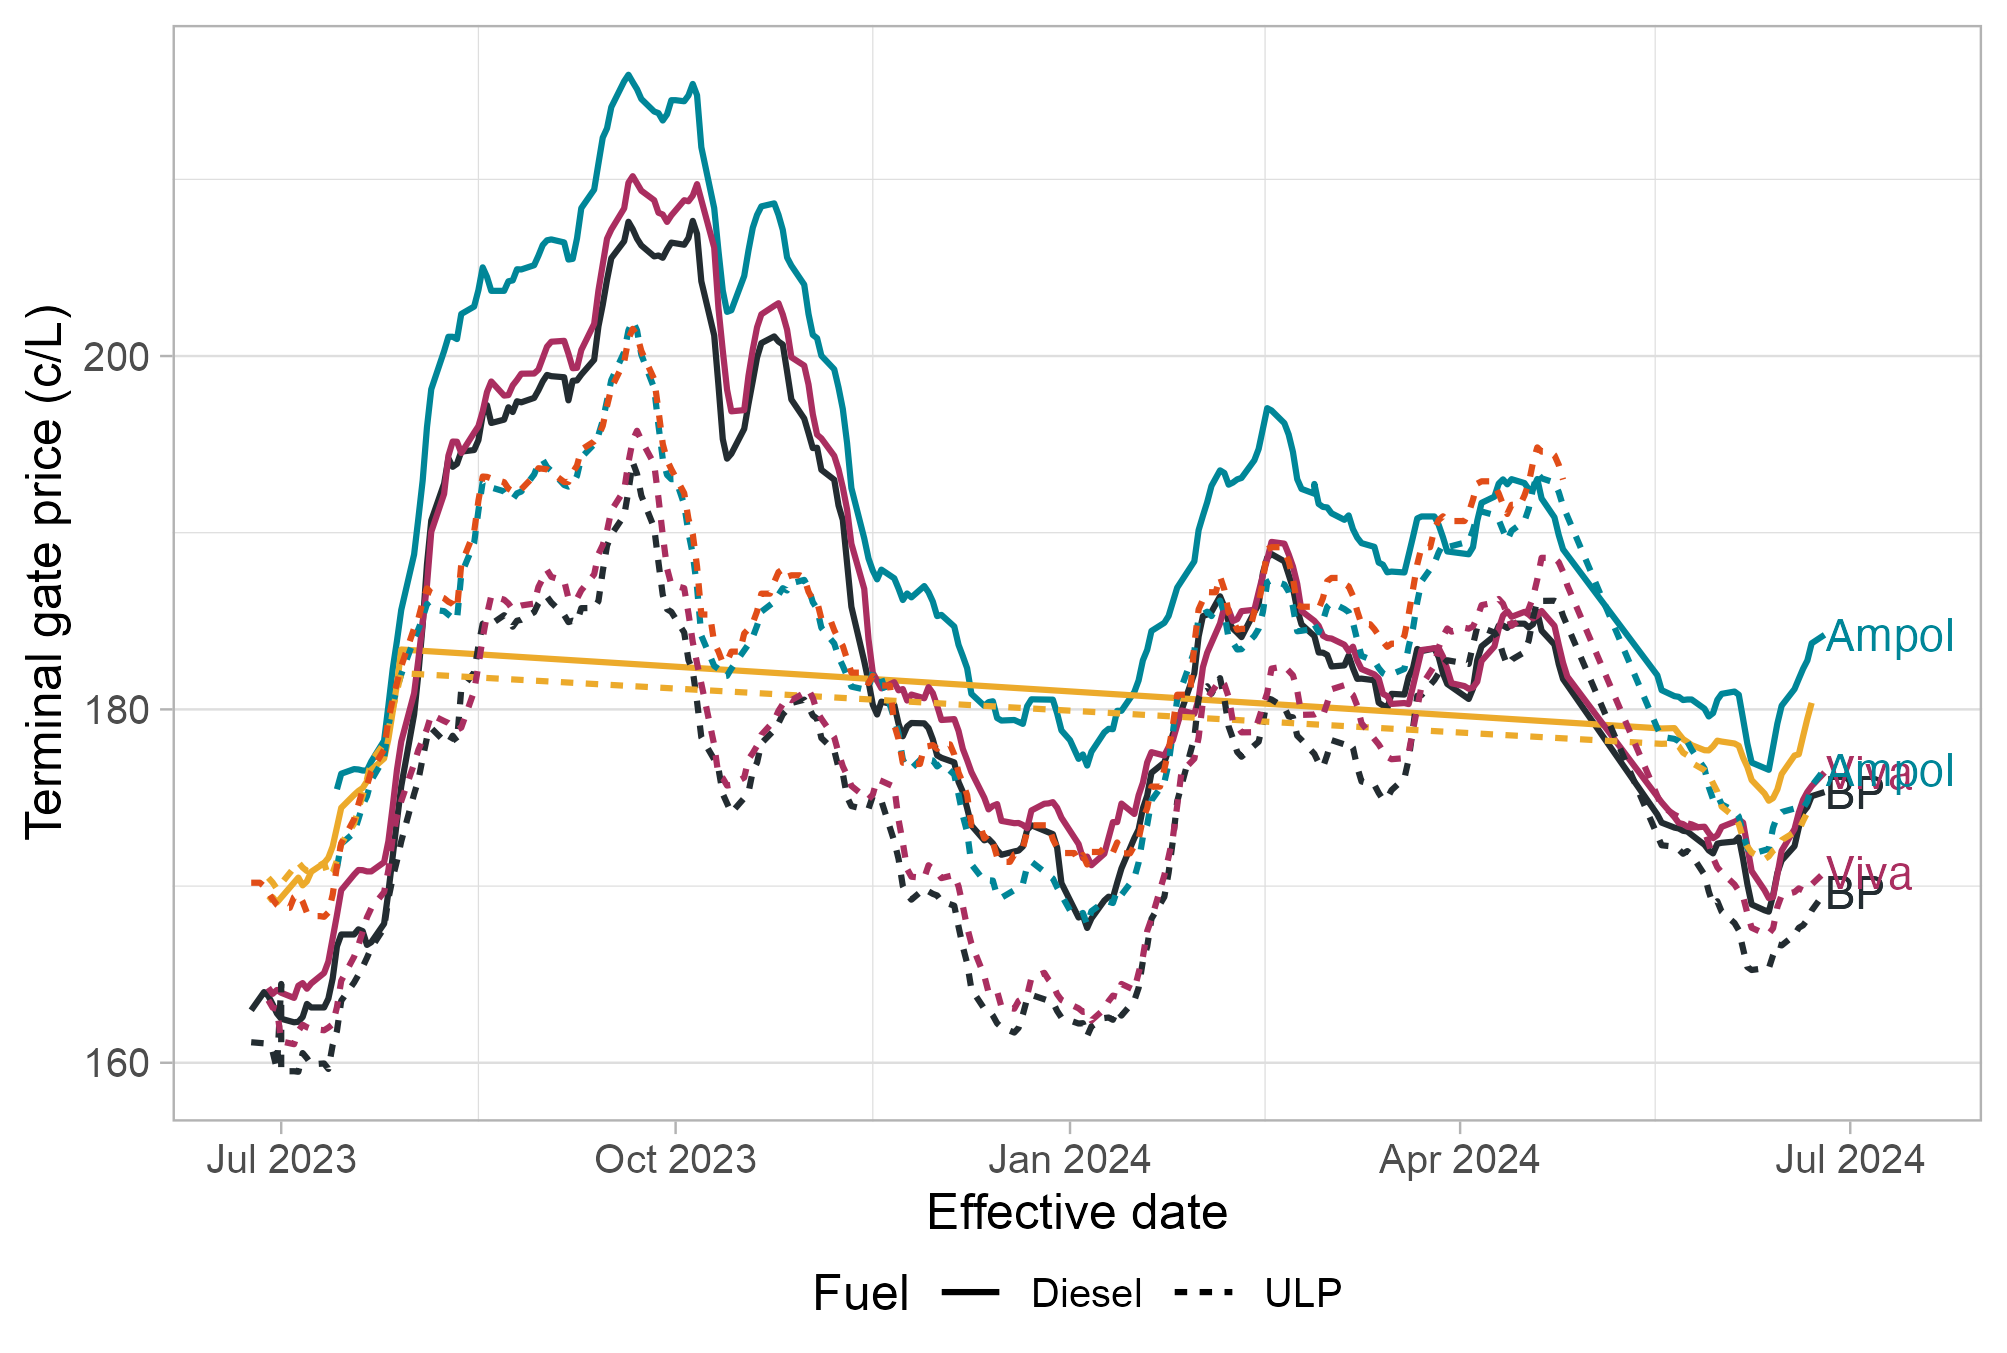 Terminal gate price (c/L)
200
180
160
Ampol
Viva
Ampol
BP
Viva
BP
Jul 2023
Oct 2023
Jan 2024
Apr 2024
Jul 2024
Effective date
Fuel Diesel ULP